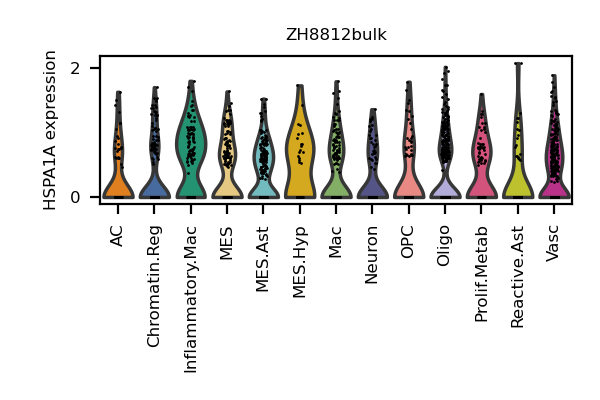 ZH8812bulk
HSPA1A expression
2
0
AC
Chromatin.Reg
Inflammatory.Mac
MES
MES.Ast
MES.Hyp
Mac
Neuron
OPC
Oligo
Prolif.Metab
Reactive.Ast
Vasc